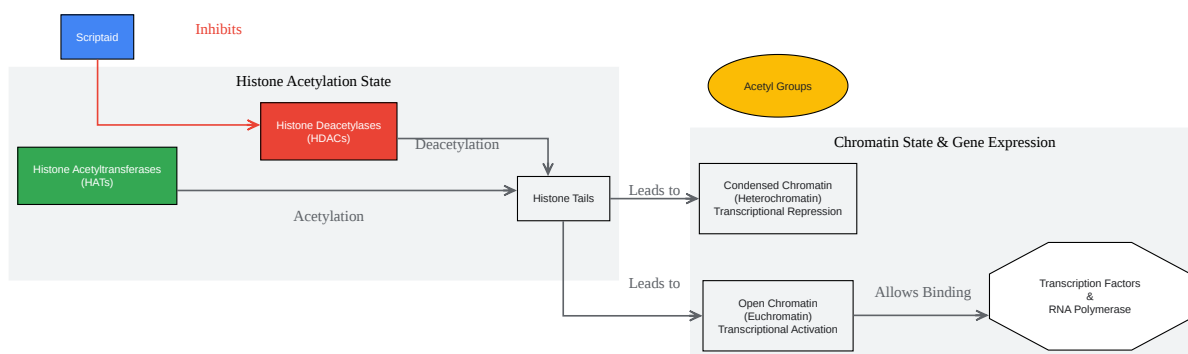 Scriptaid
Inhibits
Histone Acetylation State
Histone Deacetylases
(HDACs)
Deacetylation
Histone Acetyltransferases
(HATs)
Acetylation
Histone Tails
Acetyl Groups
Chromatin State & Gene Expression
Leads to
Condensed Chromatin
(Heterochromatin)
Transcriptional Repression
Leads to
Open Chromatin
(Euchromatin)
Transcriptional Activation
Allows Binding
Transcription Factors
&
RNA Polymerase